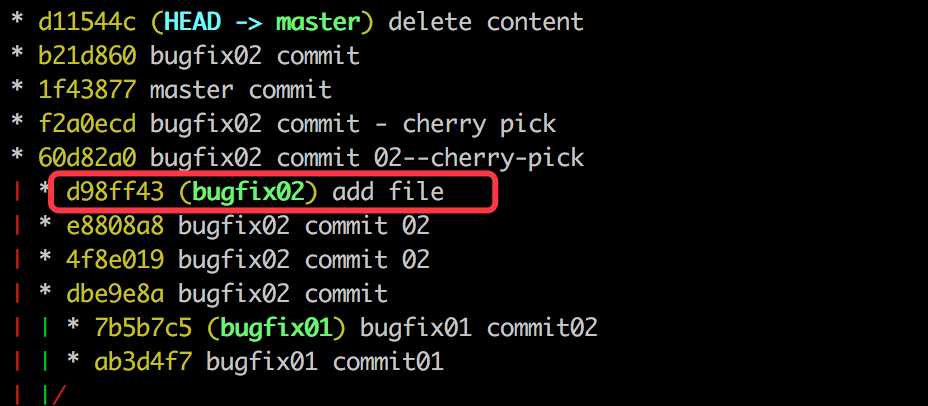 * d11544c (HEAD -> master) delete content
* b21d860 bugfix02 commit
* 1f43877 master commit
* f2a0ecd bugfix02 commit - cherry pick
* 60d82a0 bugfix02 commit 02--cherry-pick
| * d98ff43 (bugfix02) add file
| * e8808a8 bugfix02 commit 02
| * 4f8e019 bugfix02 commit 02
| * dbe9e8a bugfix02 commit
| | * 7b5b7c5 (bugfix01) bugfix01 commit02
| | * ab3d4f7 bugfix01 commit01
| |/